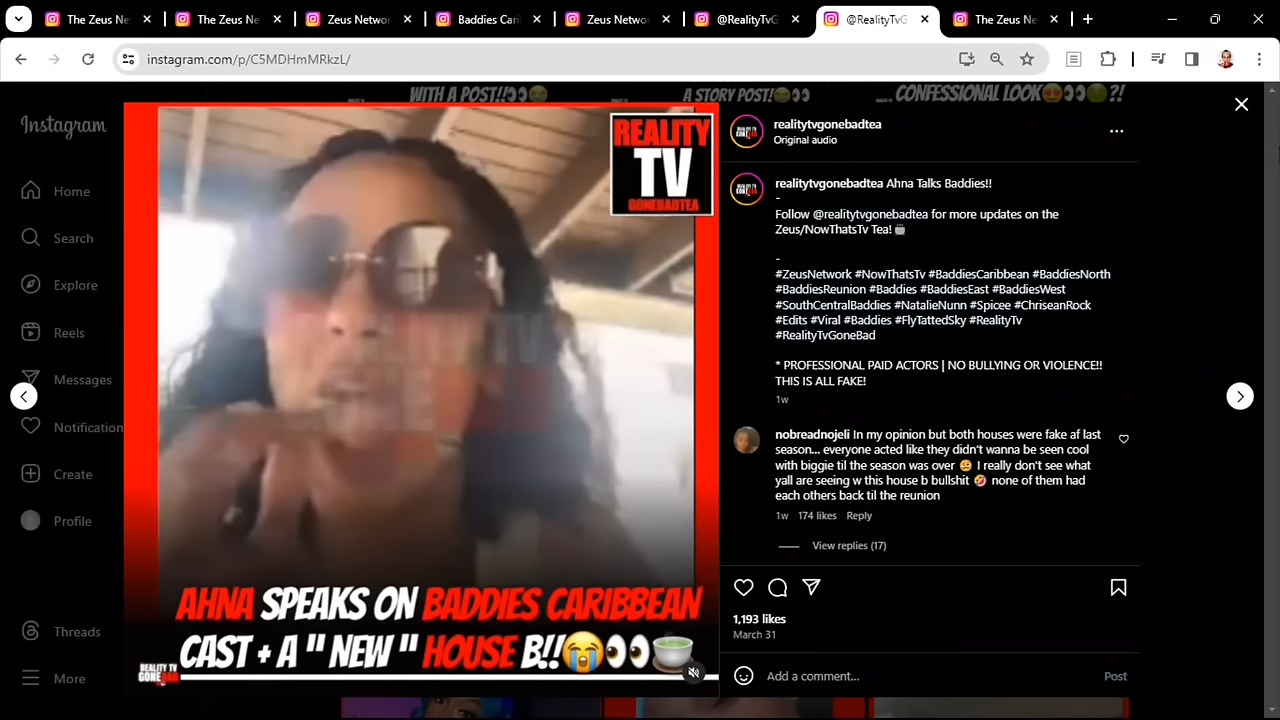 The Zeus Ne
The Zeus N
Zeus Networ
Baddies Cari
Zeus Networ
@RealityTvG
@RealityTvG
The Zeus N
instagram.com/p/C5MDHmMRkzL/
WITH A POST!!👀😂
A STORY POST!😂👀
CONFESSIONAL LOOK😍👀🤢?!
Instagram
Home
Search
Explore
Reels
Messages
Notification
Create
Profile
Threads
More
REALITY
TV
GONEBADTEA
AHNA SPEAKS ON BADDIES CARIBBEAN
CAST + A "NEW" HOUSE B!!😭👀🍵
REALITY TV
GONE BAD
realitytvgonebadtea
Original audio
realitytvgonebadtea Ahna Talks Baddies!!
-
Follow @realitytvgonebadtea for more updates on the
Zeus/NowThatsTv Tea!🍵
-
#ZeusNetwork #NowThatsTv #BaddiesCaribbean #BaddiesNorth
#BaddiesReunion #Baddies #BaddiesEast #BaddiesWest
#SouthCentralBaddies #NatalieNunn #Spicee #ChriseanRock
#Edits #Viral #Baddies #FlyTattedSky #RealityTv
#RealityTvGoneBad
* PROFESSIONAL PAID ACTORS | NO BULLYING OR VIOLENCE!!
THIS IS ALL FAKE!
1w
nobreadnojeli In my opinion but both houses were fake af last
season... everyone acted like they didn't wanna be seen cool
with biggie til the season was over 😩 I really don't see what
yall are seeing w this house b bullshit 🤣 none of them had
each others back til the reunion
1w 174 likes Reply
View replies (17)
1,193 likes
March 31
Add a comment...
Post